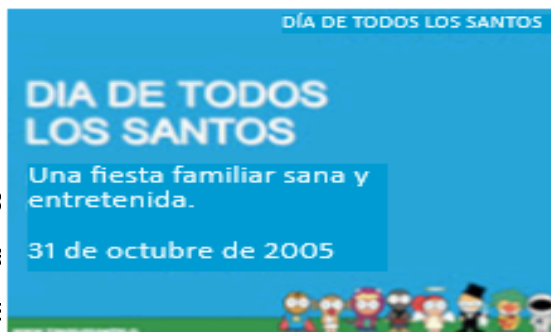 DÍA DE TODOS LOS SANTOS
DIA DE TODOS
LOS SANTOS
Una fiesta familiar sana y
entretenida.
31 de octubre de 2005